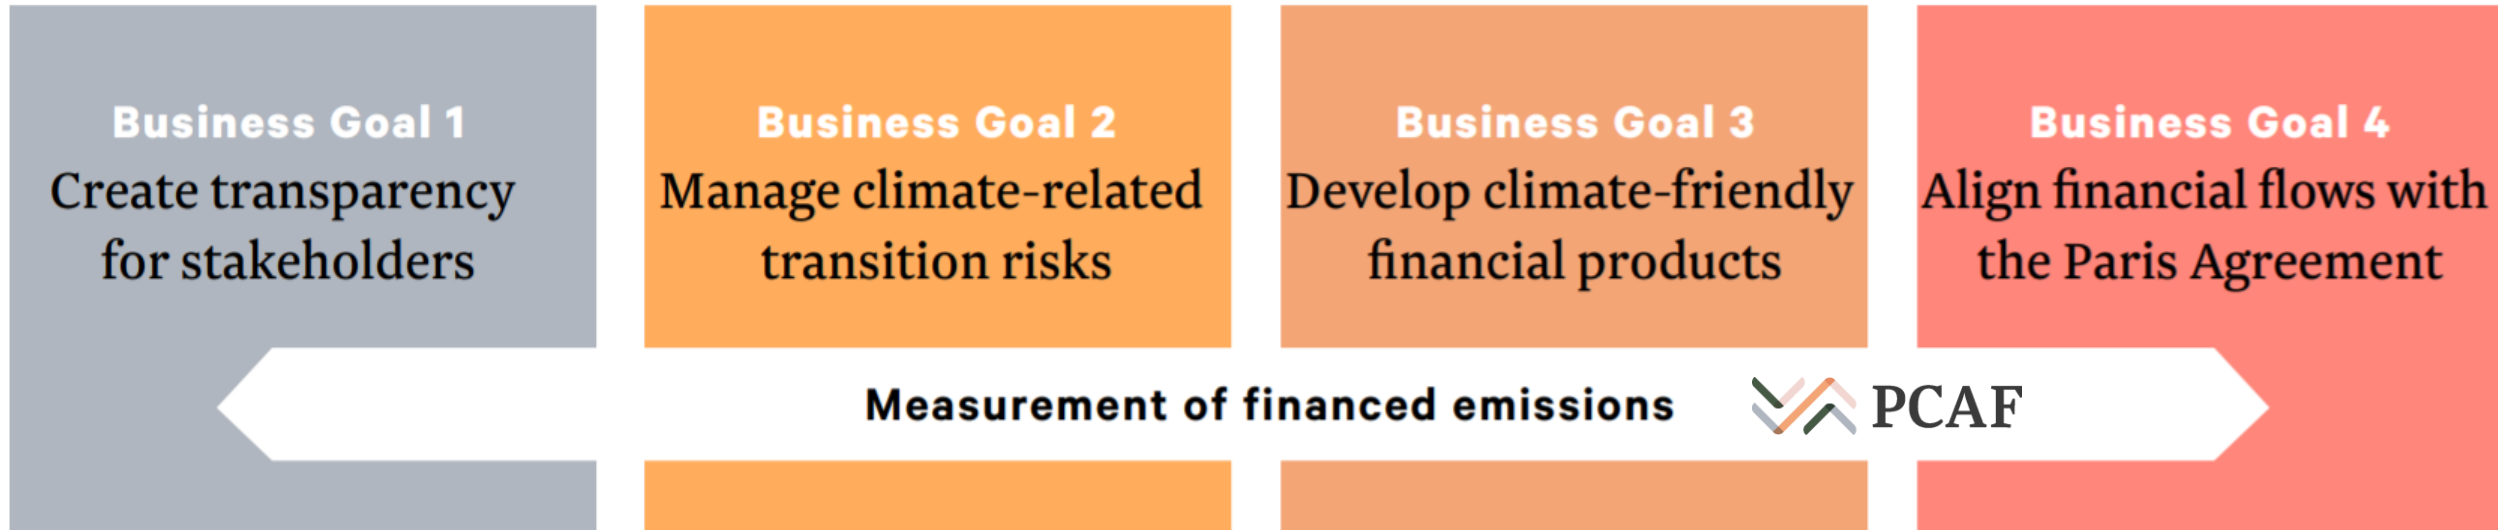 Business Goal 1
Create transparency
for stakeholders
Business Goal 2
Manage climate-related
transition risks
Business Goal 3
Develop climate-friendly
financial products
Business Goal 4
Align financial flows with
the Paris Agreement
Measurement of financed emissions
PCAF